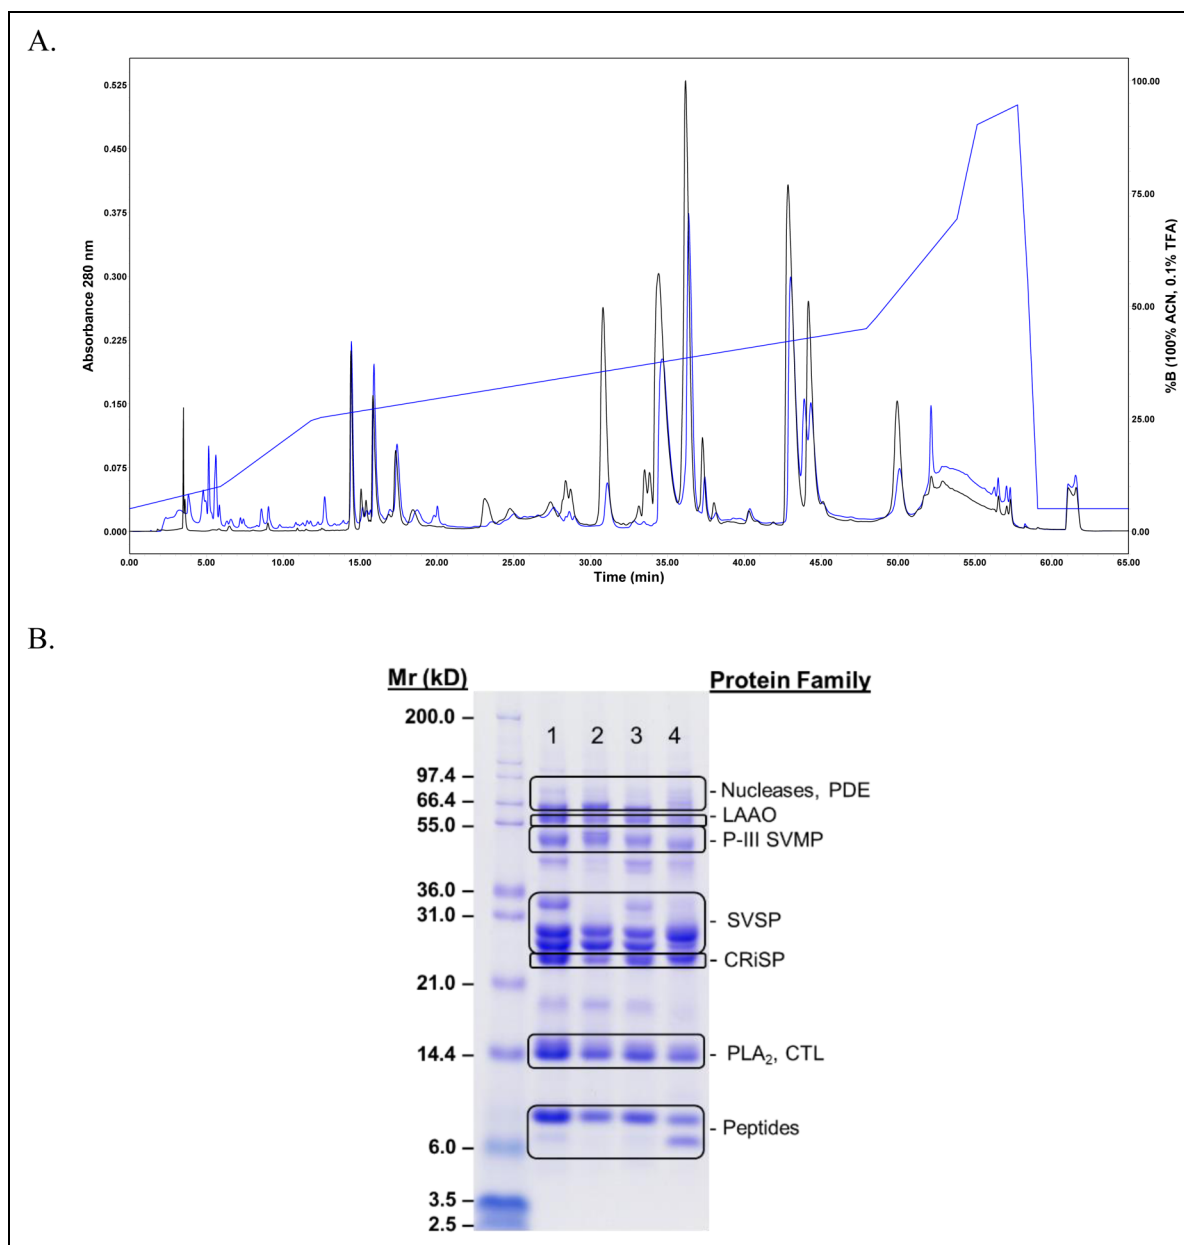 A.
Absorbance 280 nm
0.525
0.450
0.375
0.300
0.225
0.150
0.075
0.000
100.00
75.00
50.00
25.00
0.00
%B (100% ACN, 0.1% TFA)
0.00 5.00 10.00 15.00 20.00 25.00 30.00 35.00 40.00 45.00 50.00 55.00 60.00 65.00
Time (min)
B.
Mr (kD) Protein Family
200.0
1 2 3 4
97.4
- Nucleases, PDE
66.4
- LAAO
55.0
- P-III SVMP
36.0
31.0
- SVSP
- CRiSP
21.0
14.4
- PLA₂, CTL
- Peptides
6.0
3.5
2.5